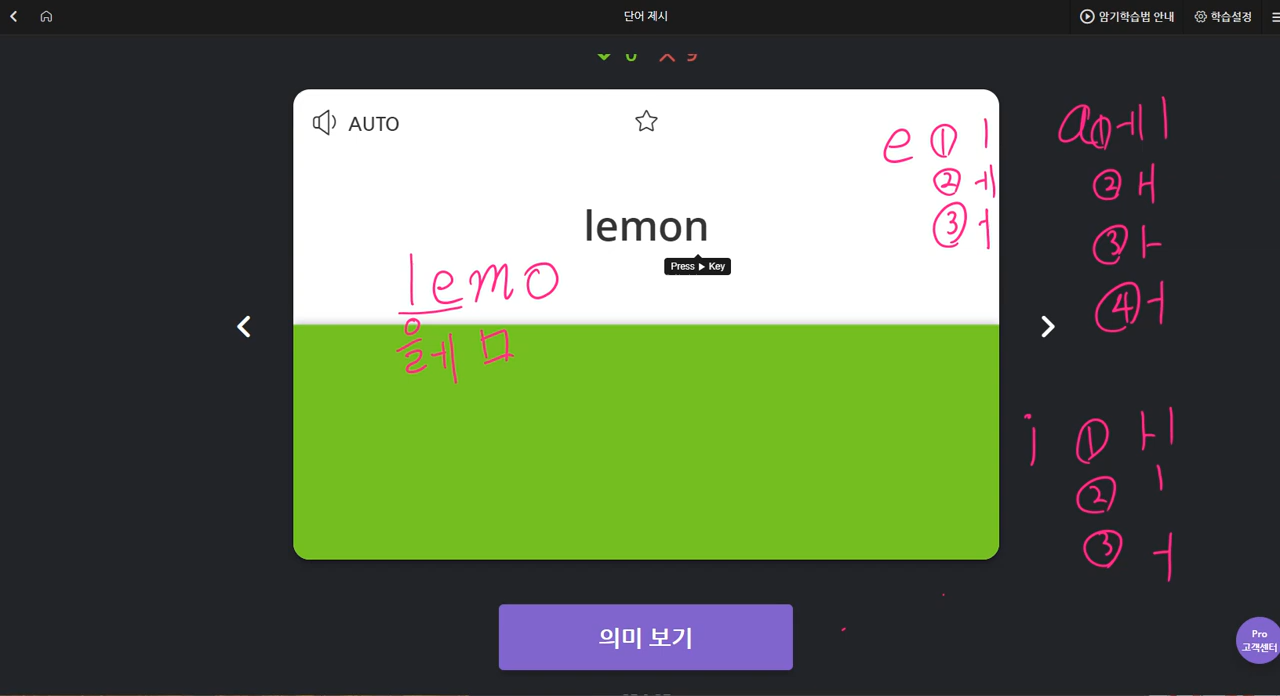 단어 제시
암기학습법 안내
학습설정
AUTO
lemon
Press ▶ Key
lemo
을레 ㅁ
e ① ㅣ
② ㅔ
③ ㅓ
a ① ㅔㅣ
② ㅐ
③ ㅏ
④ ㅓ
i ① ㅏㅣ
② ㅣ
③ ㅓ
의미 보기
Pro
고객센터